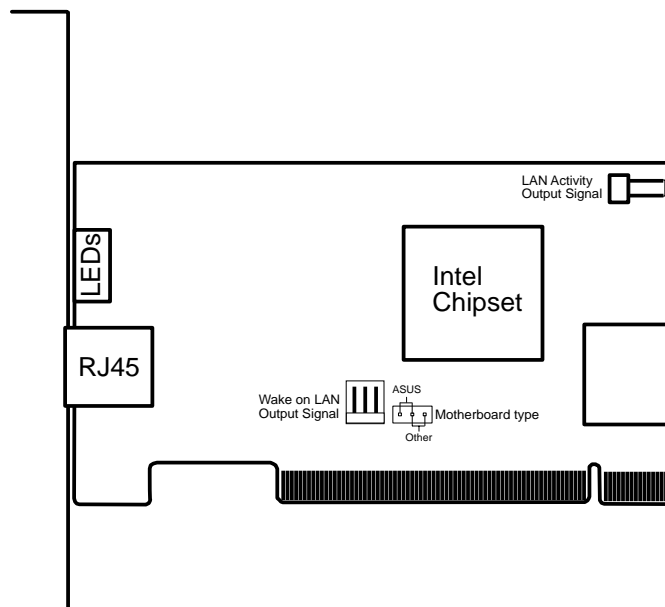 LAN Activity
Output Signal
LEDs
Intel
Chipset
RJ45
Wake on LAN
Output Signal
ASUS
Motherboard type
Other